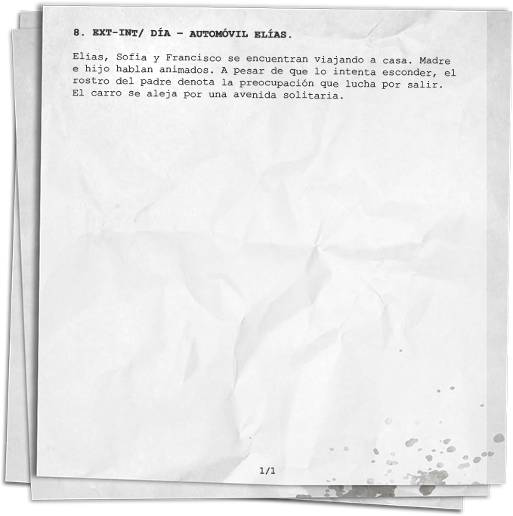 8. EXT-INT/ DÍA – AUTOMÓVIL ELÍAS.
Elías, Sofía y Francisco se encuentran viajando a casa. Madre
e hijo hablan animados. A pesar de que lo intenta esconder, el
rostro del padre denota la preocupación que lucha por salir.
El carro se aleja por una avenida solitaria.
1/1